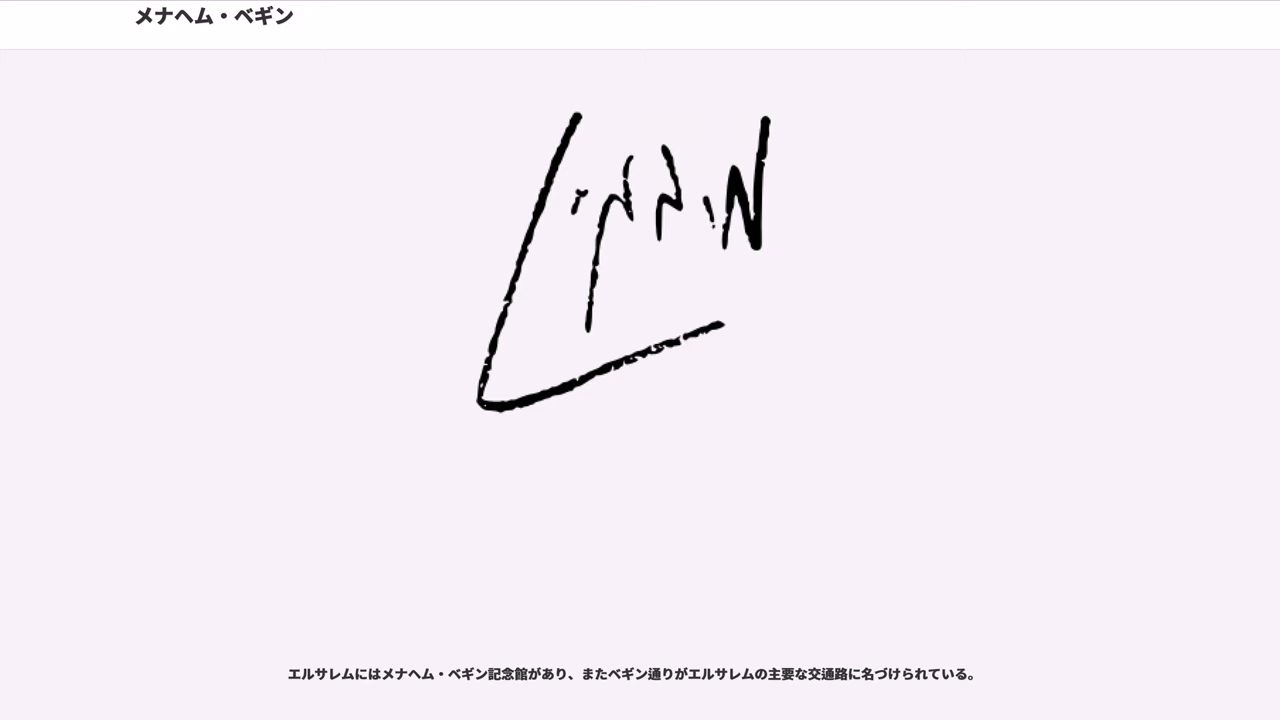 メナヘム・ベギン
エルサレムにはメナヘム・ベギン記念館があり、またベギン通りがエルサレムの主要な交通路に名づけられている。